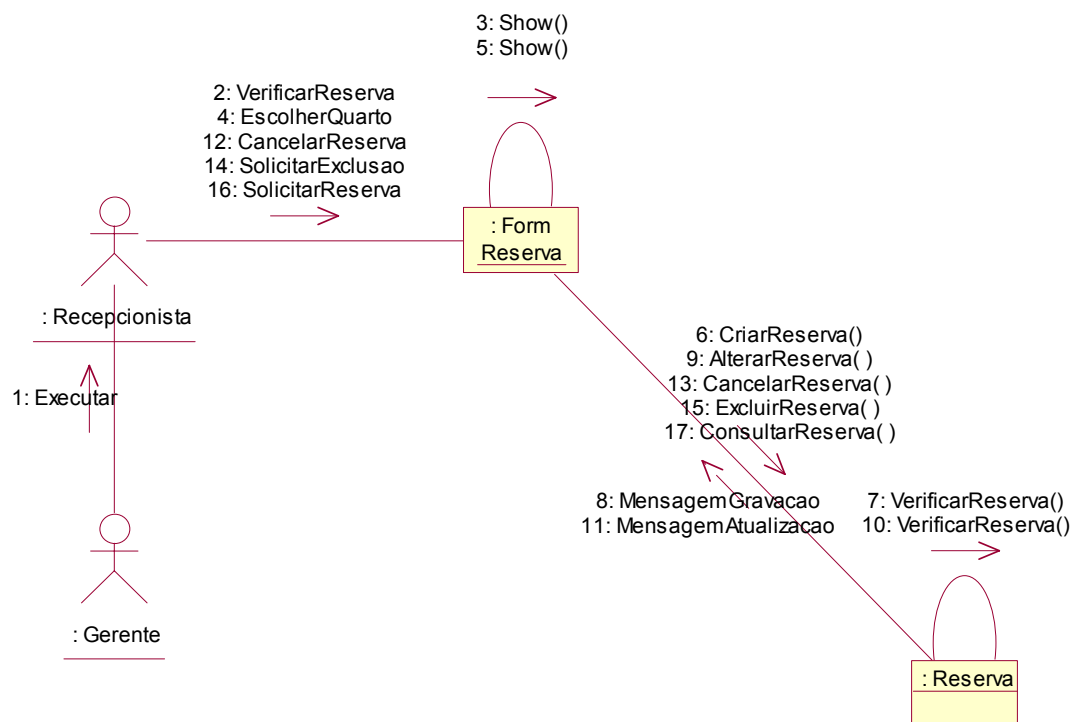 3: Show()
5: Show()
2: VerificarReserva
4: EscolherQuarto
12: CancelarReserva
14: SolicitarExclusao
16: SolicitarReserva
: Form
Reserva
: Recepcionista
1: Executar
6: CriarReserva()
9: AlterarReserva( )
13: CancelarReserva( )
15: ExcluirReserva( )
17: ConsultarReserva( )
8: MensagemGravacao
11: MensagemAtualizacao
7: VerificarReserva()
10: VerificarReserva()
: Gerente
: Reserva